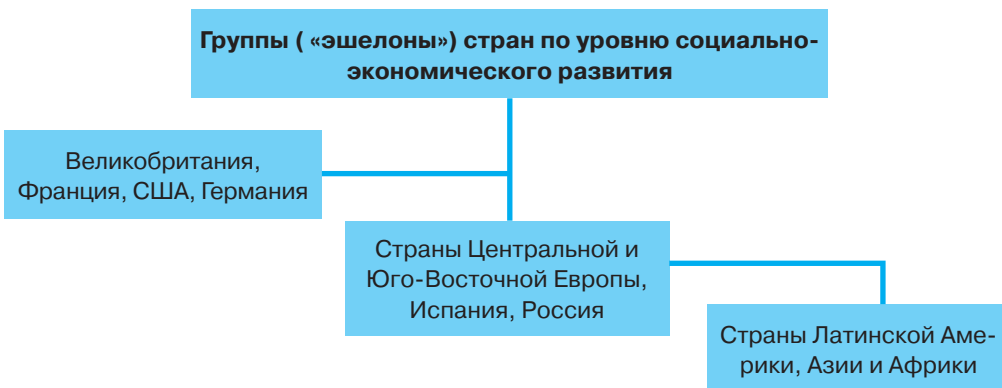 Группы ( «эшелоны») стран по уровню социально-
экономического развития
Великобритания,
Франция, США, Германия
Страны Центральной и
Юго-Восточной Европы,
Испания, Россия
Страны Латинской Аме-
рики, Азии и Африки